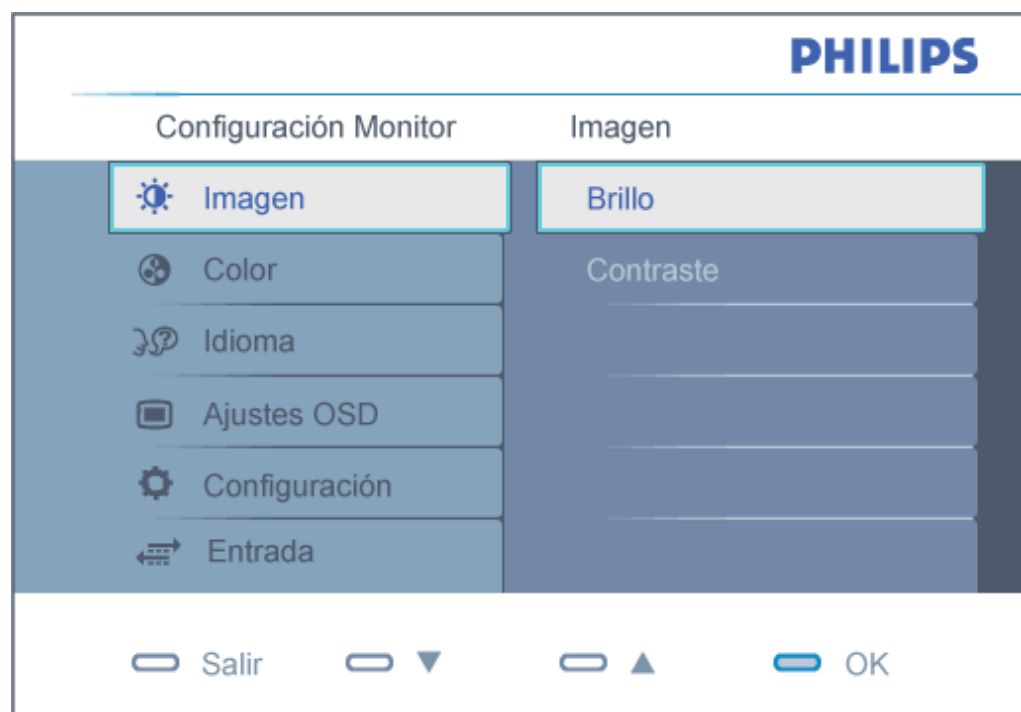 PHILIPS
Configuración Monitor
Imagen
Imagen
Brillo
Color
Contraste
Idioma
Ajustes OSD
Configuración
Entrada
Salir ▼ ▲ OK